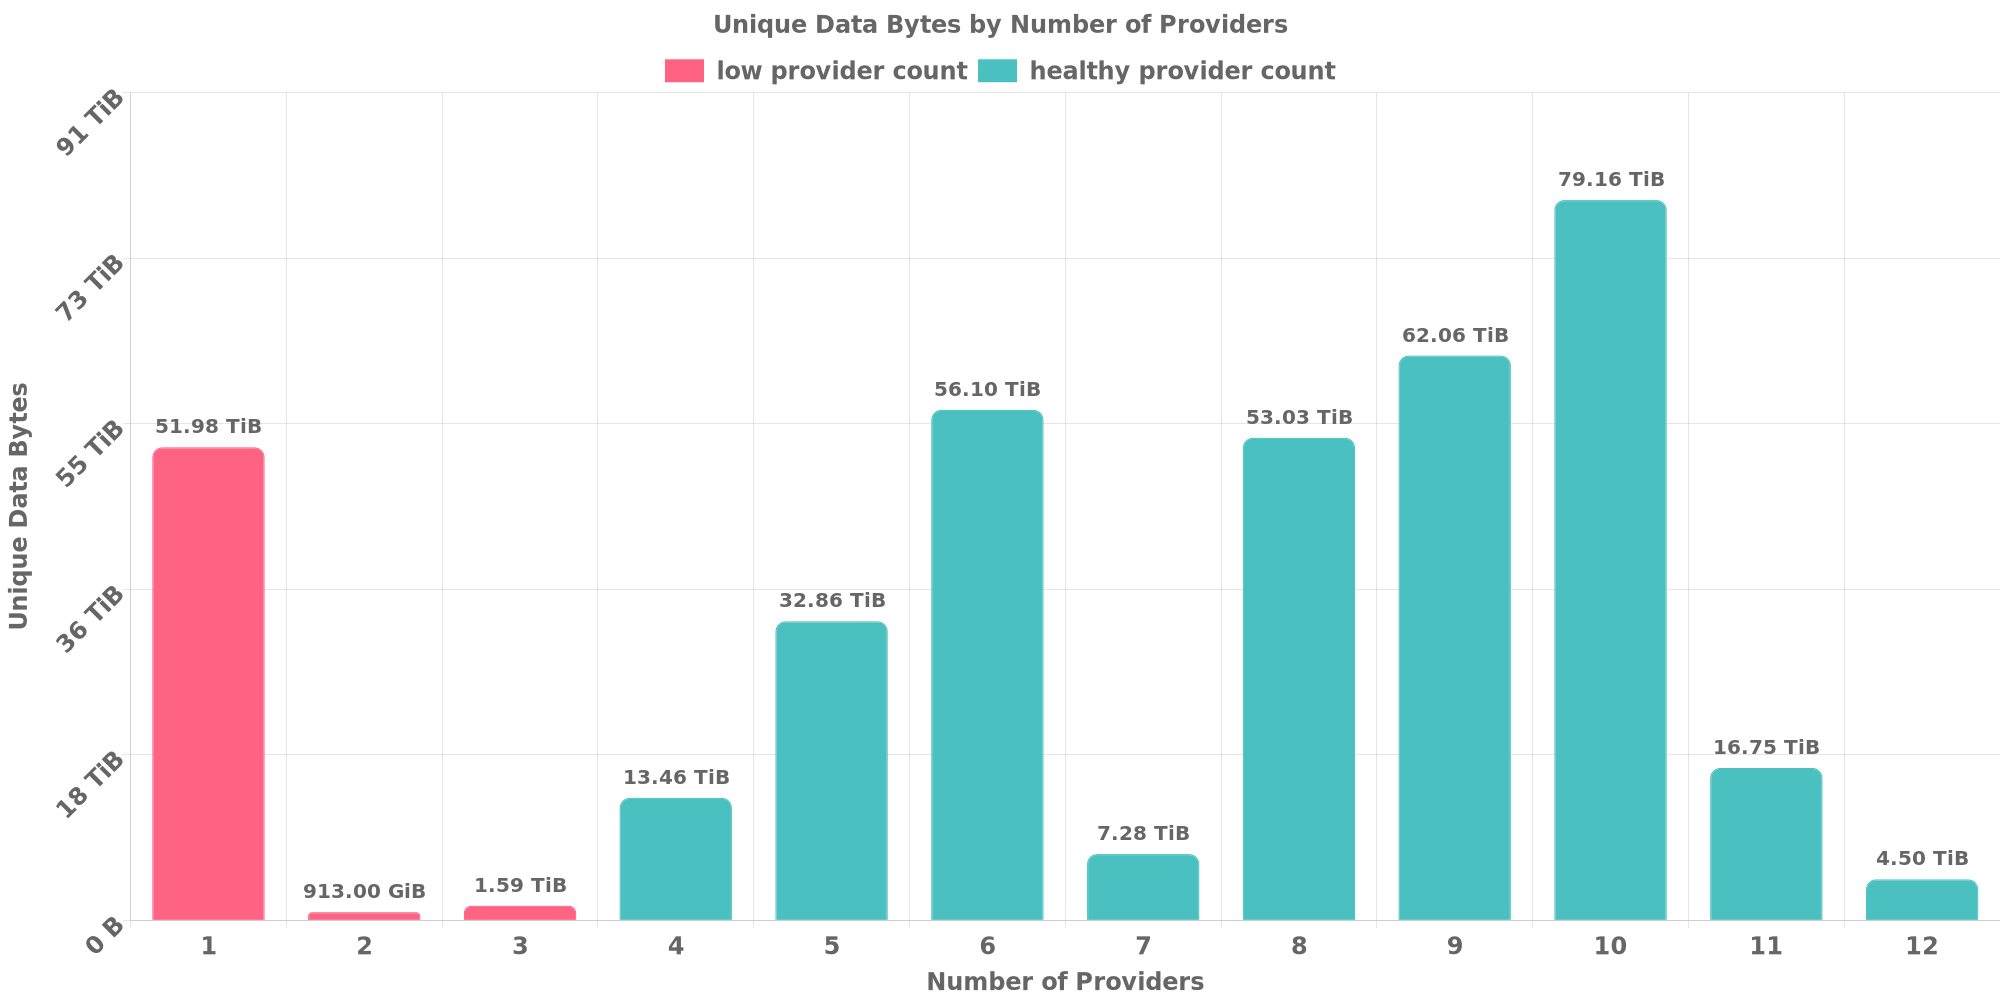 Unique Data Bytes by Number of Providers
low provider count healthy provider count
91 TiB
73 TiB
55 TiB
36 TiB
18 TiB
0 B
Unique Data Bytes
51.98 TiB
913.00 GiB
1.59 TiB
13.46 TiB
32.86 TiB
56.10 TiB
7.28 TiB
53.03 TiB
62.06 TiB
79.16 TiB
16.75 TiB
4.50 TiB
1 2 3 4 5 6 7 8 9 10 11 12
Number of Providers